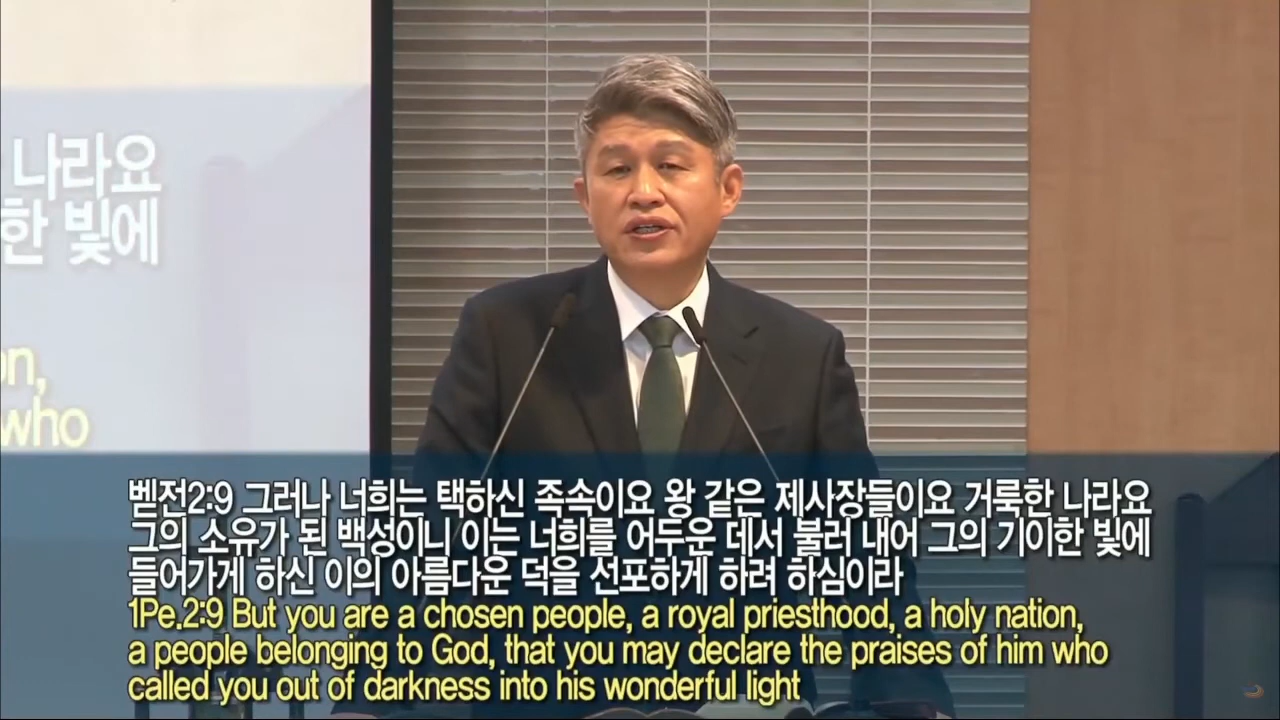 나라요
한 빛에
on,
who
벧전2:9 그러나 너희는 택하신 족속이요 왕 같은 제사장들이요 거룩한 나라요
그의 소유가 된 백성이니 이는 너희를 어두운 데서 불러 내어 그의 기이한 빛에
들어가게 하신 이의 아름다운 덕을 선포하게 하려 하심이라
1Pe.2:9 But you are a chosen people, a royal priesthood, a holy nation,
a people belonging to God, that you may declare the praises of him who
called you out of darkness into his wonderful light